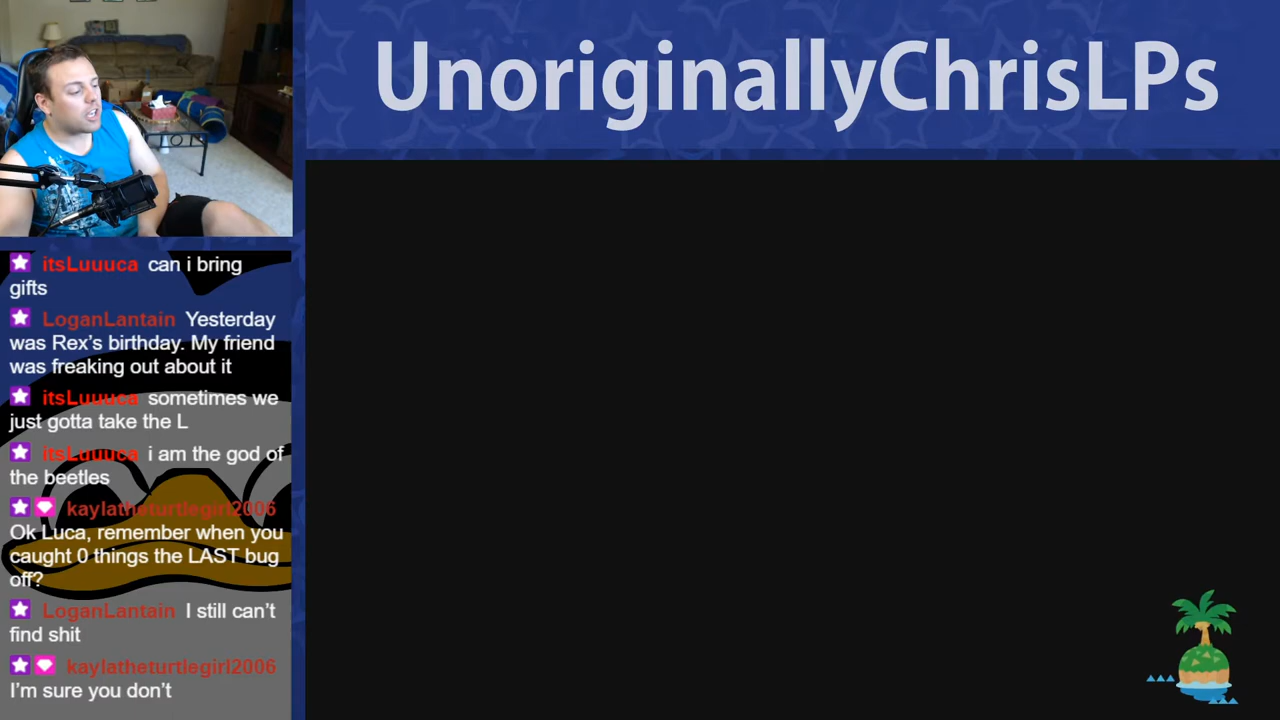 UnoriginallyChrisLPs
itsLuuuca can i bring
gifts
LoganLantain Yesterday
was Rex's birthday. My friend
was freaking out about it
itsLuuuca sometimes we
just gotta take the L
itsLuuuca i am the god of
the beetles
kaylatheturtlegirl2006
Ok Luca, remember when you
caught 0 things the LAST bug
off?
LoganLantain I still can't
find shit
kaylatheturtlegirl2006
I'm sure you don't